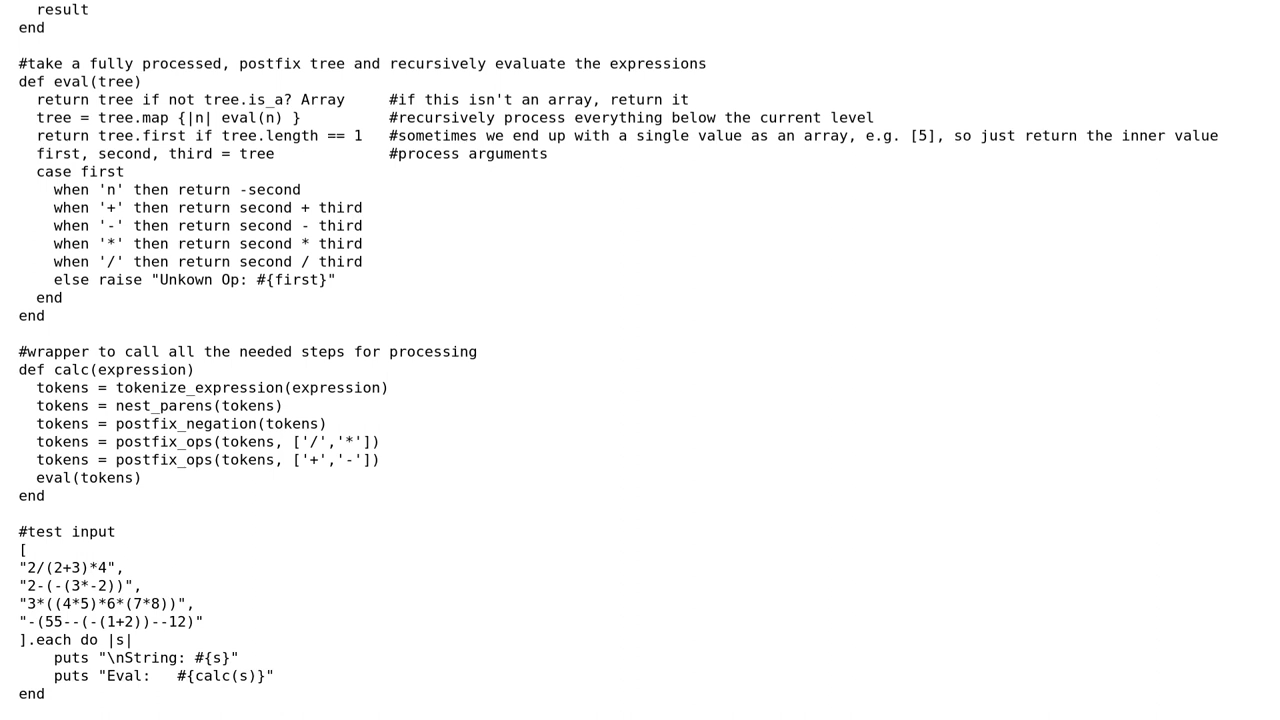 result
end

#take a fully processed, postfix tree and recursively evaluate the expressions
def eval(tree)
  return tree if not tree.is_a? Array     #if this isn't an array, return it
  tree = tree.map {|n| eval(n) }          #recursively process everything below the current level
  return tree.first if tree.length == 1   #sometimes we end up with a single value as an array, e.g. [5], so just return the inner value
  first, second, third = tree             #process arguments
  case first
    when 'n' then return -second
    when '+' then return second + third
    when '-' then return second - third
    when '*' then return second * third
    when '/' then return second / third
    else raise "Unkown Op: #{first}"
  end
end

#wrapper to call all the needed steps for processing
def calc(expression)
  tokens = tokenize_expression(expression)
  tokens = nest_parens(tokens)
  tokens = postfix_negation(tokens)
  tokens = postfix_ops(tokens, ['/','*'])
  tokens = postfix_ops(tokens, ['+','-'])
  eval(tokens)
end

#test input
[
"2/(2+3)*4",
"2-(-(3*-2))",
"3*((4*5)*6*(7*8))",
"-(55--(-(1+2))--12)"
].each do |s|
    puts "\nString: #{s}"
    puts "Eval:   #{calc(s)}"
end